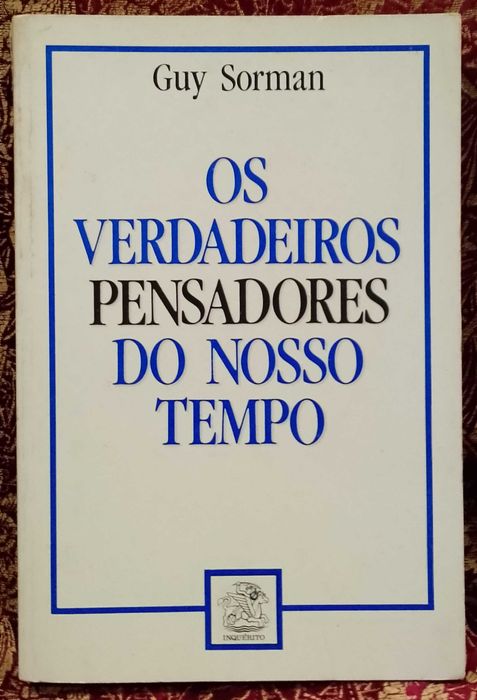 Guy Sorman
OS
VERDADEIROS
PENSADORES
DO NOSSO
TEMPO
INQUÉRITO